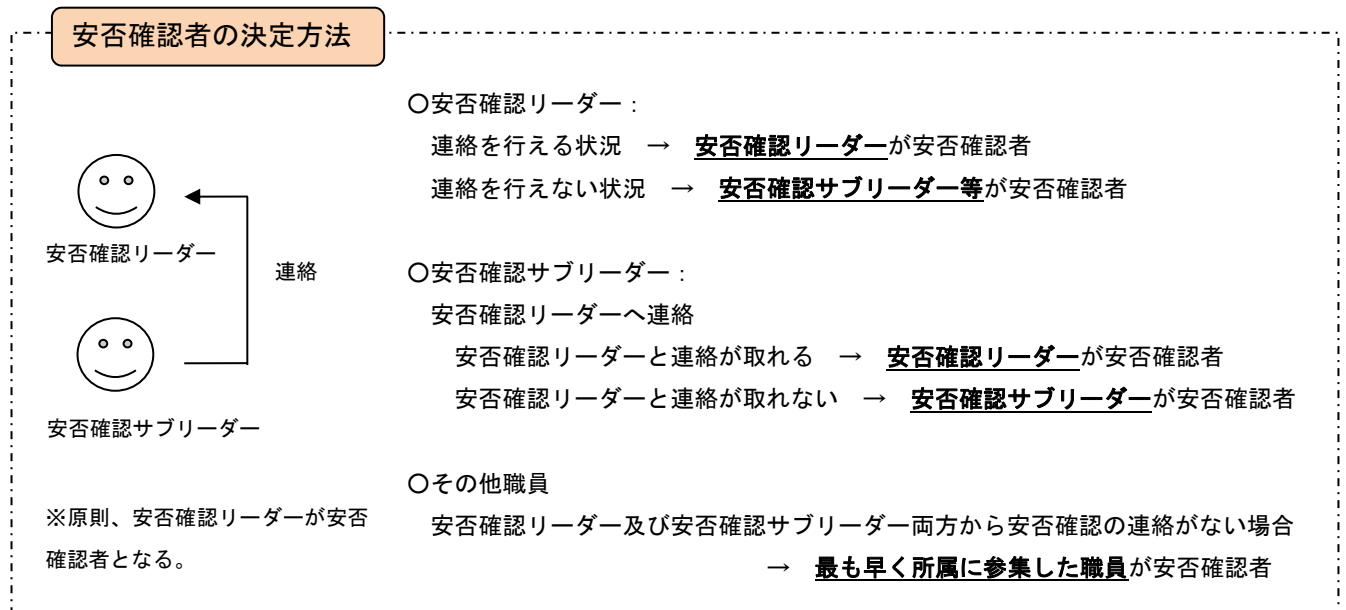 安否確認者の決定方法
安否確認リーダー
連絡
安否確認サブリーダー
※原則、安否確認リーダーが安否
確認者となる。
〇安否確認リーダー：
連絡を行える状況　→　安否確認リーダーが安否確認者
連絡を行えない状況　→　安否確認サブリーダー等が安否確認者
〇安否確認サブリーダー：
安否確認リーダーへ連絡
安否確認リーダーと連絡が取れる　→　安否確認リーダーが安否確認者
安否確認リーダーと連絡が取れない　→　安否確認サブリーダーが安否確認者
〇その他職員
安否確認リーダー及び安否確認サブリーダー両方から安否確認の連絡がない場合
→　最も早く所属に参集した職員が安否確認者